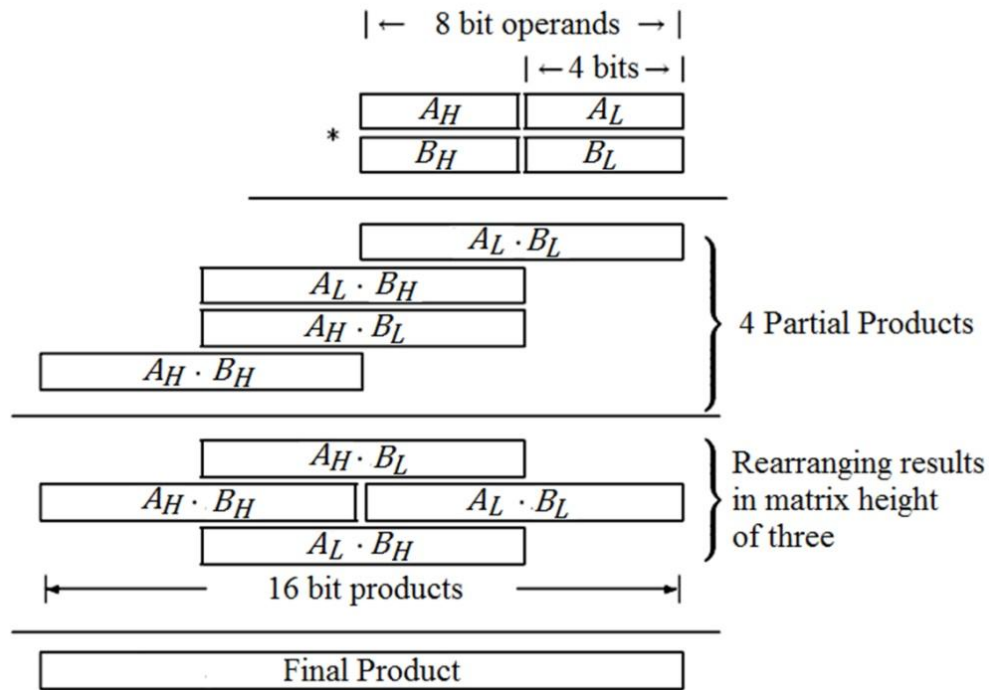 |← 8 bit operands →|
|←4 bits→|
A_H A_L
*
B_H B_L
A_L · B_L
A_L · B_H
A_H · B_L
A_H · B_H
4 Partial Products
A_H · B_L
A_H · B_H A_L · B_L
A_L · B_H
Rearranging results
in matrix height
of three
16 bit products
Final Product